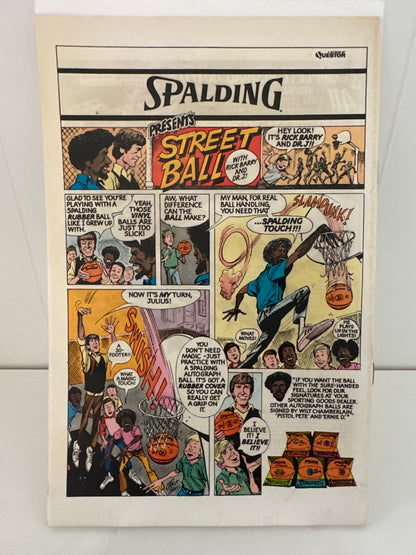 QUESTOR
SPALDING
PRESENTS
STREET
BALL
WITH
RICK BARRY
AND
DR. J!
HEY LOOK!
IT'S RICK BARRY
AND DR. J!!
GLAD TO SEE YOU'RE
PLAYING WITH A
SPALDING
RUBBER BALL
LIKE I GREW UP
WITH.
YEAH,
THOSE
VINYL
BALLS ARE
JUST TOO
SLICK!
AW, WHAT
DIFFERENCE
CAN THE
BALL MAKE?
MY MAN, FOR REAL
BALL HANDLING,
YOU NEED THAT
...SPALDING
TOUCH!!!
SLAMDUNK!
WHAT
MOVES!
HE
PLAYS
UP IN THE
LIGHTS!
NOW IT'S MY TURN,
JULIUS!
A
30-
FOOTER!!
WHAT
A MAGIC
TOUCH!
SWISH!
YOU
DON'T NEED
MAGIC--JUST
PRACTICE WITH
A SPALDING
AUTOGRAPH
BALL. IT'S GOT A
RUBBER COVER
SO YOU CAN
REALLY
GET A
GRIP ON
IT.
I
BELIEVE
IT! I
BELIEVE
IT!!
"IF YOU WANT THE BALL
WITH THE SURE-HANDED
FEEL, LOOK FOR OUR
SIGNATURES AT YOUR
SPORTING GOODS DEALER.
OTHER AUTOGRAPH BALLS ARE
SIGNED BY WILT CHAMBERLAIN,
"PISTOL PETE" AND "ERNIE D."